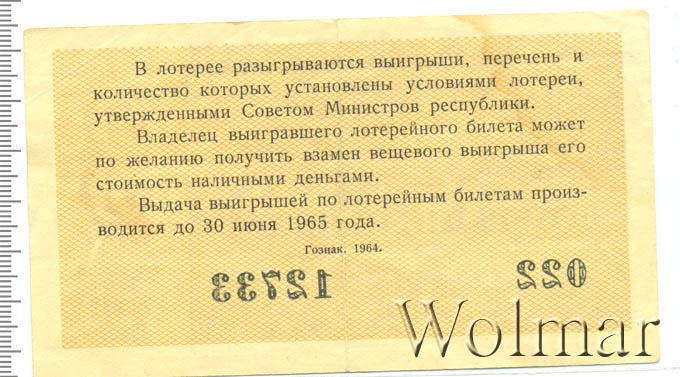 В лотерее разыгрываются выигрыши, перечень и
количество которых установлены условиями лотереи,
утвержденными Советом Министров республики.
Владелец выигравшего лотерейного билета может
по желанию получить взамен вещевого выигрыша его
стоимость наличными деньгами.
Выдача выигрышей по лотерейным билетам произ-
водится до 30 июня 1965 года.
Гознак. 1964.
022 12733
Wolmar